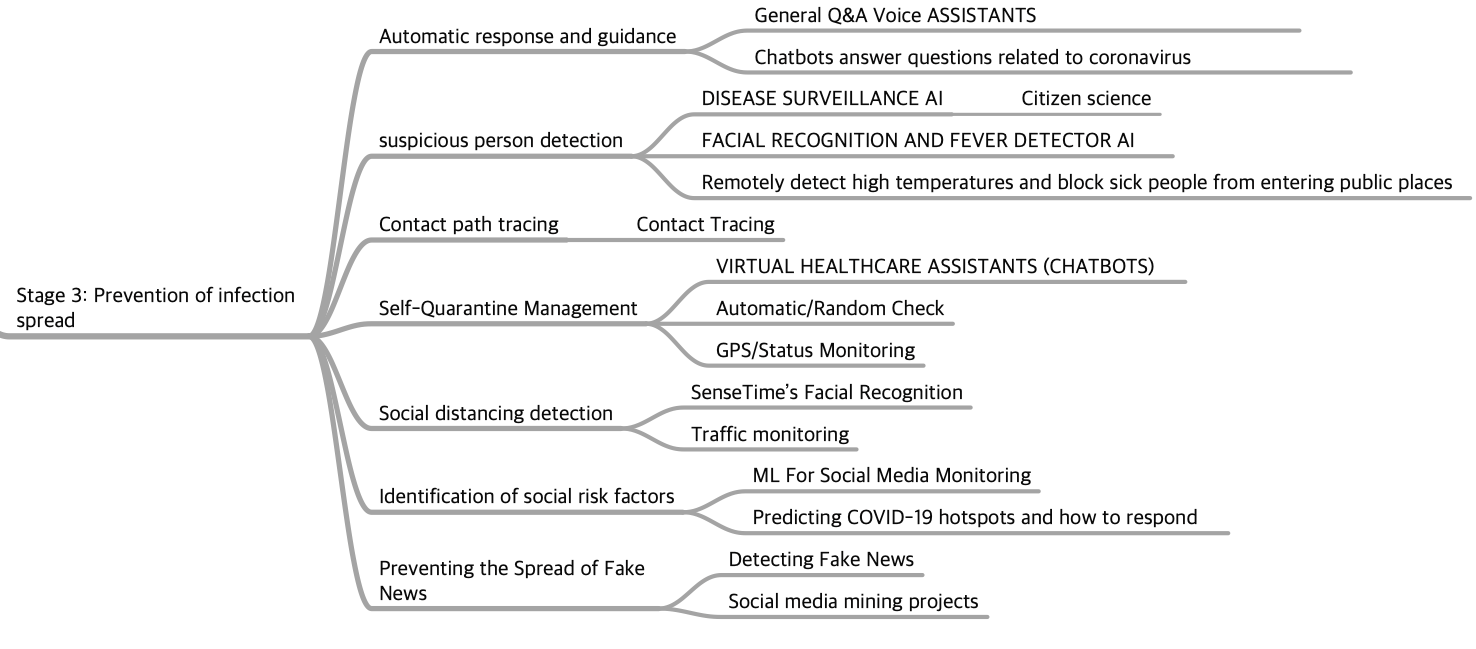 General Q&A Voice ASSISTANTS
Automatic response and guidance
Chatbots answer questions related to coronavirus
DISEASE SURVEILLANCE AI
Citizen science
suspicious person detection
FACIAL RECOGNITION AND FEVER DETECTOR AI
Remotely detect high temperatures and block sick people from entering public places
Contact path tracing
Contact Tracing
VIRTUAL HEALTHCARE ASSISTANTS (CHATBOTS)
Stage 3: Prevention of infection
spread
Self-Quarantine Management
Automatic/Random Check
GPS/Status Monitoring
SenseTime’s Facial Recognition
Social distancing detection
Traffic monitoring
ML For Social Media Monitoring
Identification of social risk factors
Predicting COVID-19 hotspots and how to respond
Detecting Fake News
Preventing the Spread of Fake
News
Social media mining projects